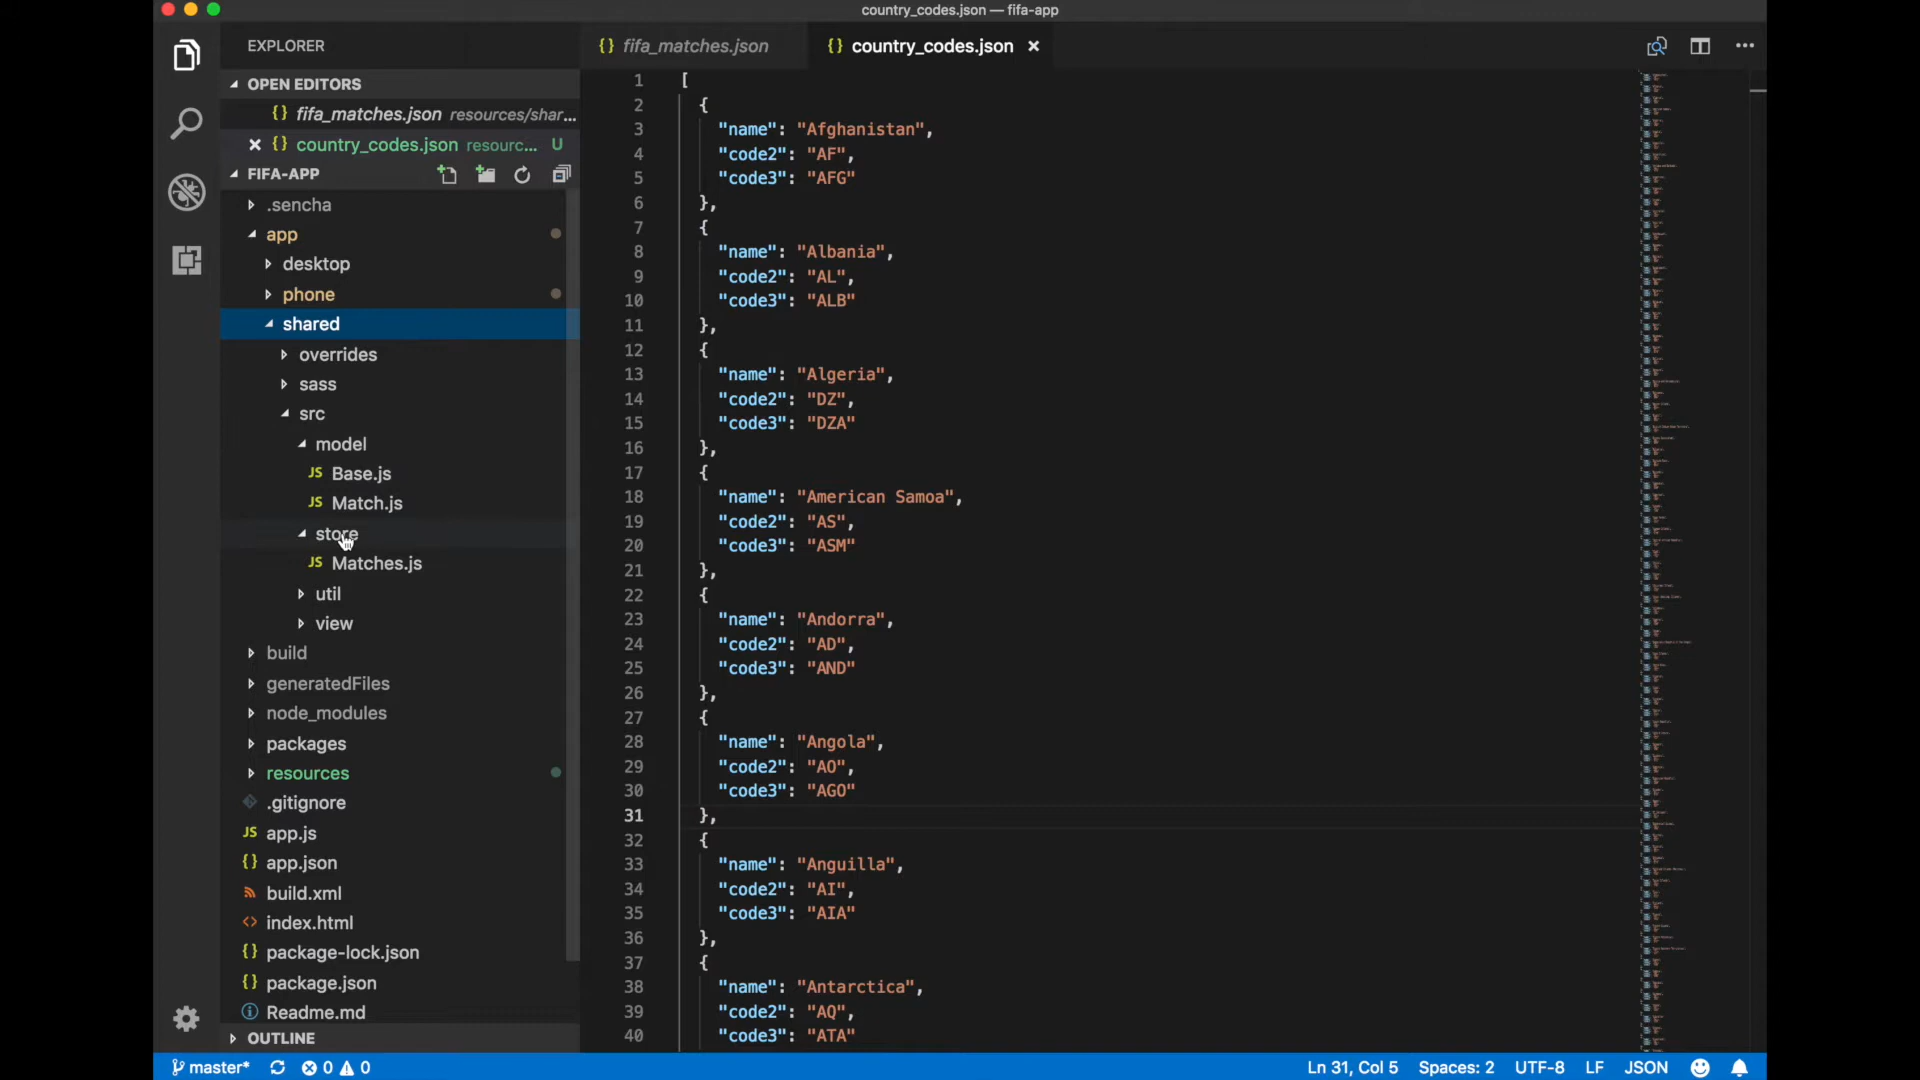 country_codes.json — fifa-app
EXPLORER
OPEN EDITORS
{} fifa_matches.json resources/shar...
× {} country_codes.json resourc... U
FIFA-APP
.sencha
app
desktop
phone
shared
overrides
sass
src
model
JS Base.js
JS Match.js
store
JS Matches.js
util
view
build
generatedFiles
node_modules
packages
resources
.gitignore
JS app.js
{} app.json
build.xml
<> index.html
{} package-lock.json
{} package.json
Readme.md
OUTLINE
{} fifa_matches.json {} country_codes.json ×
1 [
2 {
3 "name": "Afghanistan",
4 "code2": "AF",
5 "code3": "AFG"
6 },
7 {
8 "name": "Albania",
9 "code2": "AL",
10 "code3": "ALB"
11 },
12 {
13 "name": "Algeria",
14 "code2": "DZ",
15 "code3": "DZA"
16 },
17 {
18 "name": "American Samoa",
19 "code2": "AS",
20 "code3": "ASM"
21 },
22 {
23 "name": "Andorra",
24 "code2": "AD",
25 "code3": "AND"
26 },
27 {
28 "name": "Angola",
29 "code2": "AO",
30 "code3": "AGO"
31 },
32 {
33 "name": "Anguilla",
34 "code2": "AI",
35 "code3": "AIA"
36 },
37 {
38 "name": "Antarctica",
39 "code2": "AQ",
40 "code3": "ATA"
master* 0 0 Ln 31, Col 5 Spaces: 2 UTF-8 LF JSON